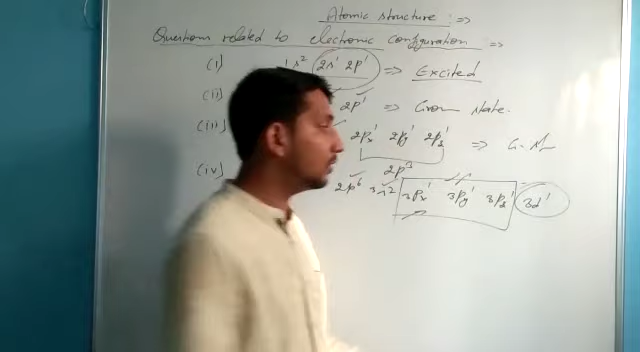 Atomic structure :⇒
Questions related to electronic configuration ⇒
(i) 1s² 2s¹ 2p¹ ⇒ Excited
(ii) 2p¹ ⇒ Groun State.
(iii) 2px¹ 2py¹ 2pz¹ ⇒ G.
2p³
(iv) 2p⁶ 3s² 3px¹ 3py¹ 3pz¹ 3d¹